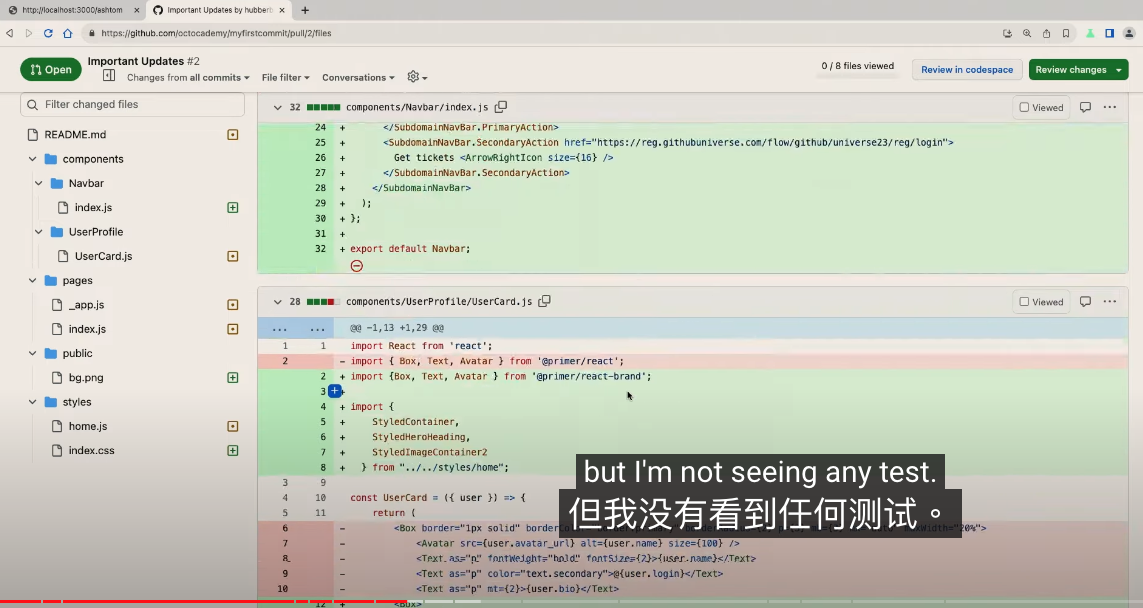 http://localhost:3000/ashtom
Important Updates by hubberb
https://github.com/octocademy/myfirstcommit/pull/2/files
Open
Important Updates #2
Changes from all commits
File filter
Conversations
0 / 8 files viewed
Review in codespace
Review changes
Filter changed files
README.md
components
Navbar
index.js
UserProfile
UserCard.js
pages
_app.js
index.js
public
bg.png
styles
home.js
index.css
32 components/Navbar/index.js
Viewed
24 + </SubdomainNavBar.PrimaryAction>
25 + <SubdomainNavBar.SecondaryAction href="https://reg.githubuniverse.com/flow/github/universe23/reg/login">
26 + Get tickets <ArrowRightIcon size={16} />
27 + </SubdomainNavBar.SecondaryAction>
28 + </SubdomainNavBar>
29 + );
30 + };
31 +
32 + export default Navbar;
28 components/UserProfile/UserCard.js
Viewed
... ... @@ -1,13 +1,29 @@
1 1 import React from 'react';
2 - import { Box, Text, Avatar } from '@primer/react';
2 + import {Box, Text, Avatar } from '@primer/react-brand';
3 +
4 + import {
5 + StyledContainer,
6 + StyledHeroHeading,
7 + StyledImageContainer2
8 + } from "../../styles/home";
3 9
4 10 const UserCard = ({ user }) => {
5 11 return (
6 - <Box border="1px solid"
7 - <Avatar src={user.avatar_url} alt={user.name} size={100} />
8 - <Text as="p" fontWeight="bold" fontSize={2}>{user.name}</Text>
9 - <Text as="p" color="text.secondary">@{user.login}</Text>
10 - <Text as="p" mt={2}>{user.bio}</Text>
12 + <Box>
but I'm not seeing any test.
但我没有看到任何测试。